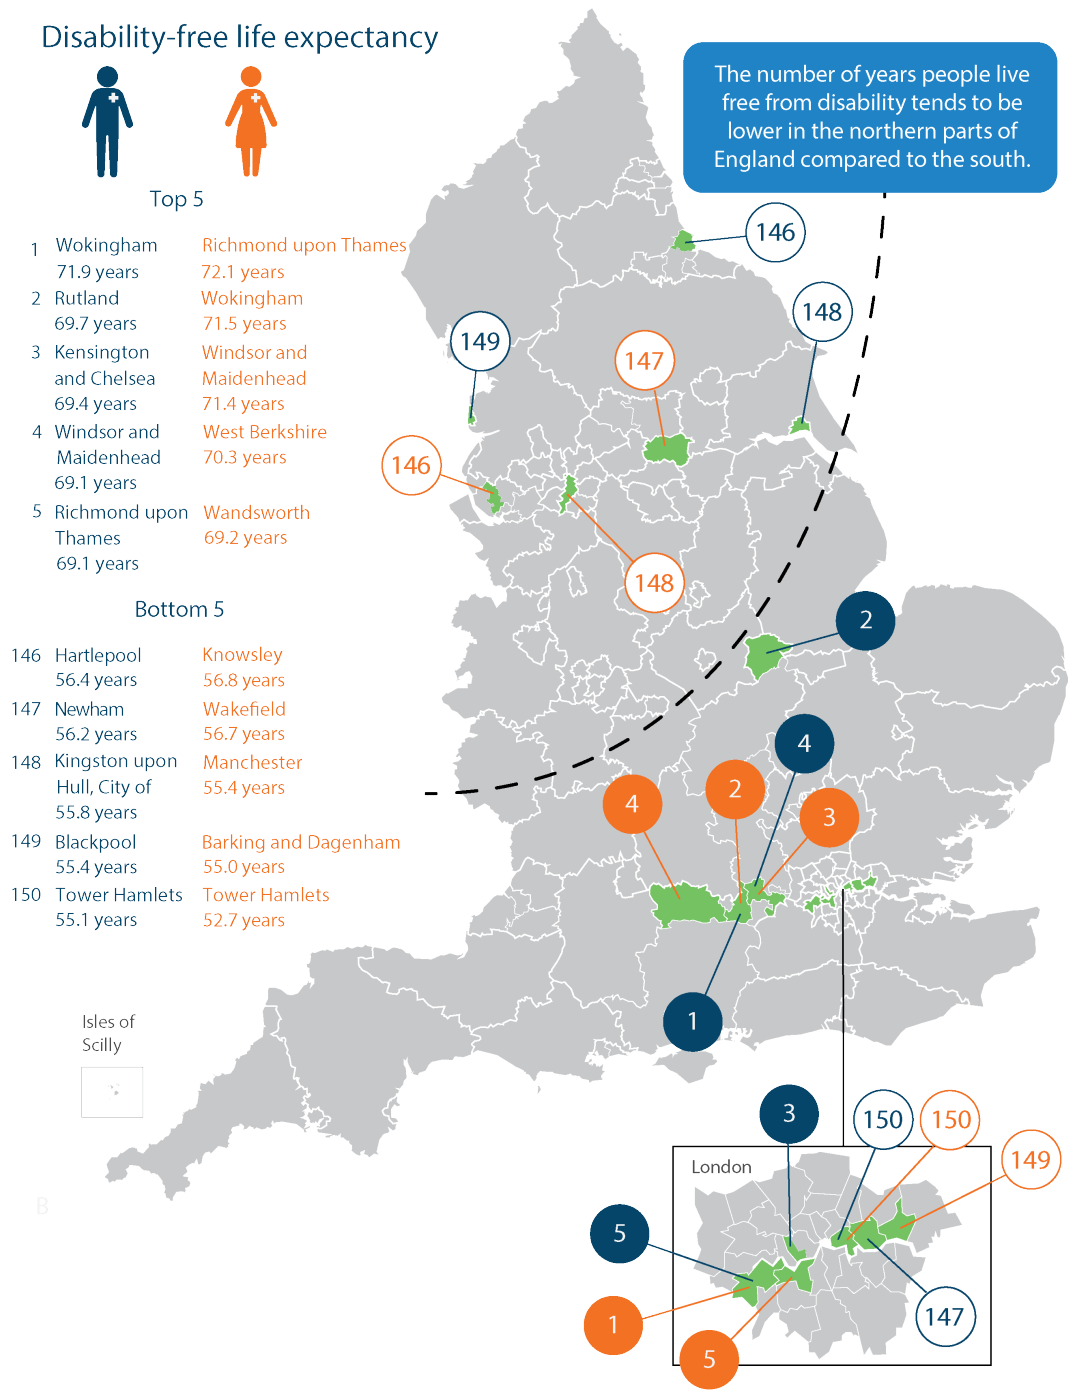 Disability-free life expectancy
The number of years people live
free from disability tends to be
lower in the northern parts of
England compared to the south.
Top 5
1 Wokingham Richmond upon Thames
71.9 years 72.1 years
2 Rutland Wokingham
69.7 years 71.5 years
3 Kensington Windsor and
and Chelsea Maidenhead
69.4 years 71.4 years
4 Windsor and West Berkshire
Maidenhead 70.3 years
69.1 years
5 Richmond upon Wandsworth
Thames 69.2 years
69.1 years
Bottom 5
146 Hartlepool Knowsley
56.4 years 56.8 years
147 Newham Wakefield
56.2 years 56.7 years
148 Kingston upon Manchester
Hull, City of 55.4 years
55.8 years
149 Blackpool Barking and Dagenham
55.4 years 55.0 years
150 Tower Hamlets Tower Hamlets
55.1 years 52.7 years
146
148
149
147
146
148
2
4
2
4
3
1
Isles of
Scilly
3
150
150
149
London
5
147
1
5
B